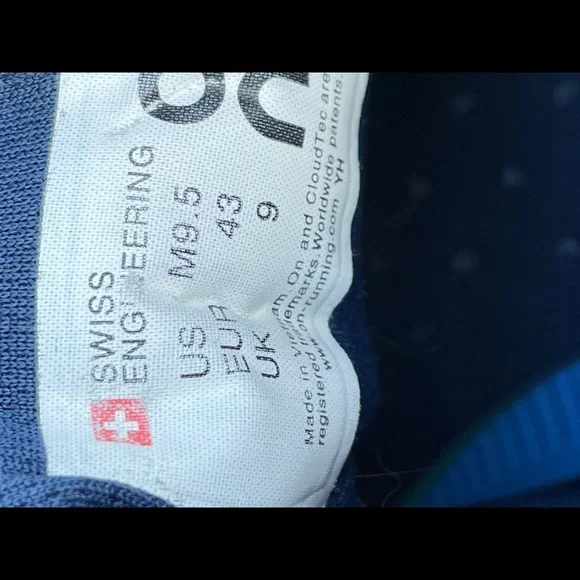 on
SWISS
ENGINEERING
US M9.5
EUR 43
UK 9
Made in Vietnam. On and CloudTec are
registered trademarks. Worldwide patents.
www.on-running.com YH